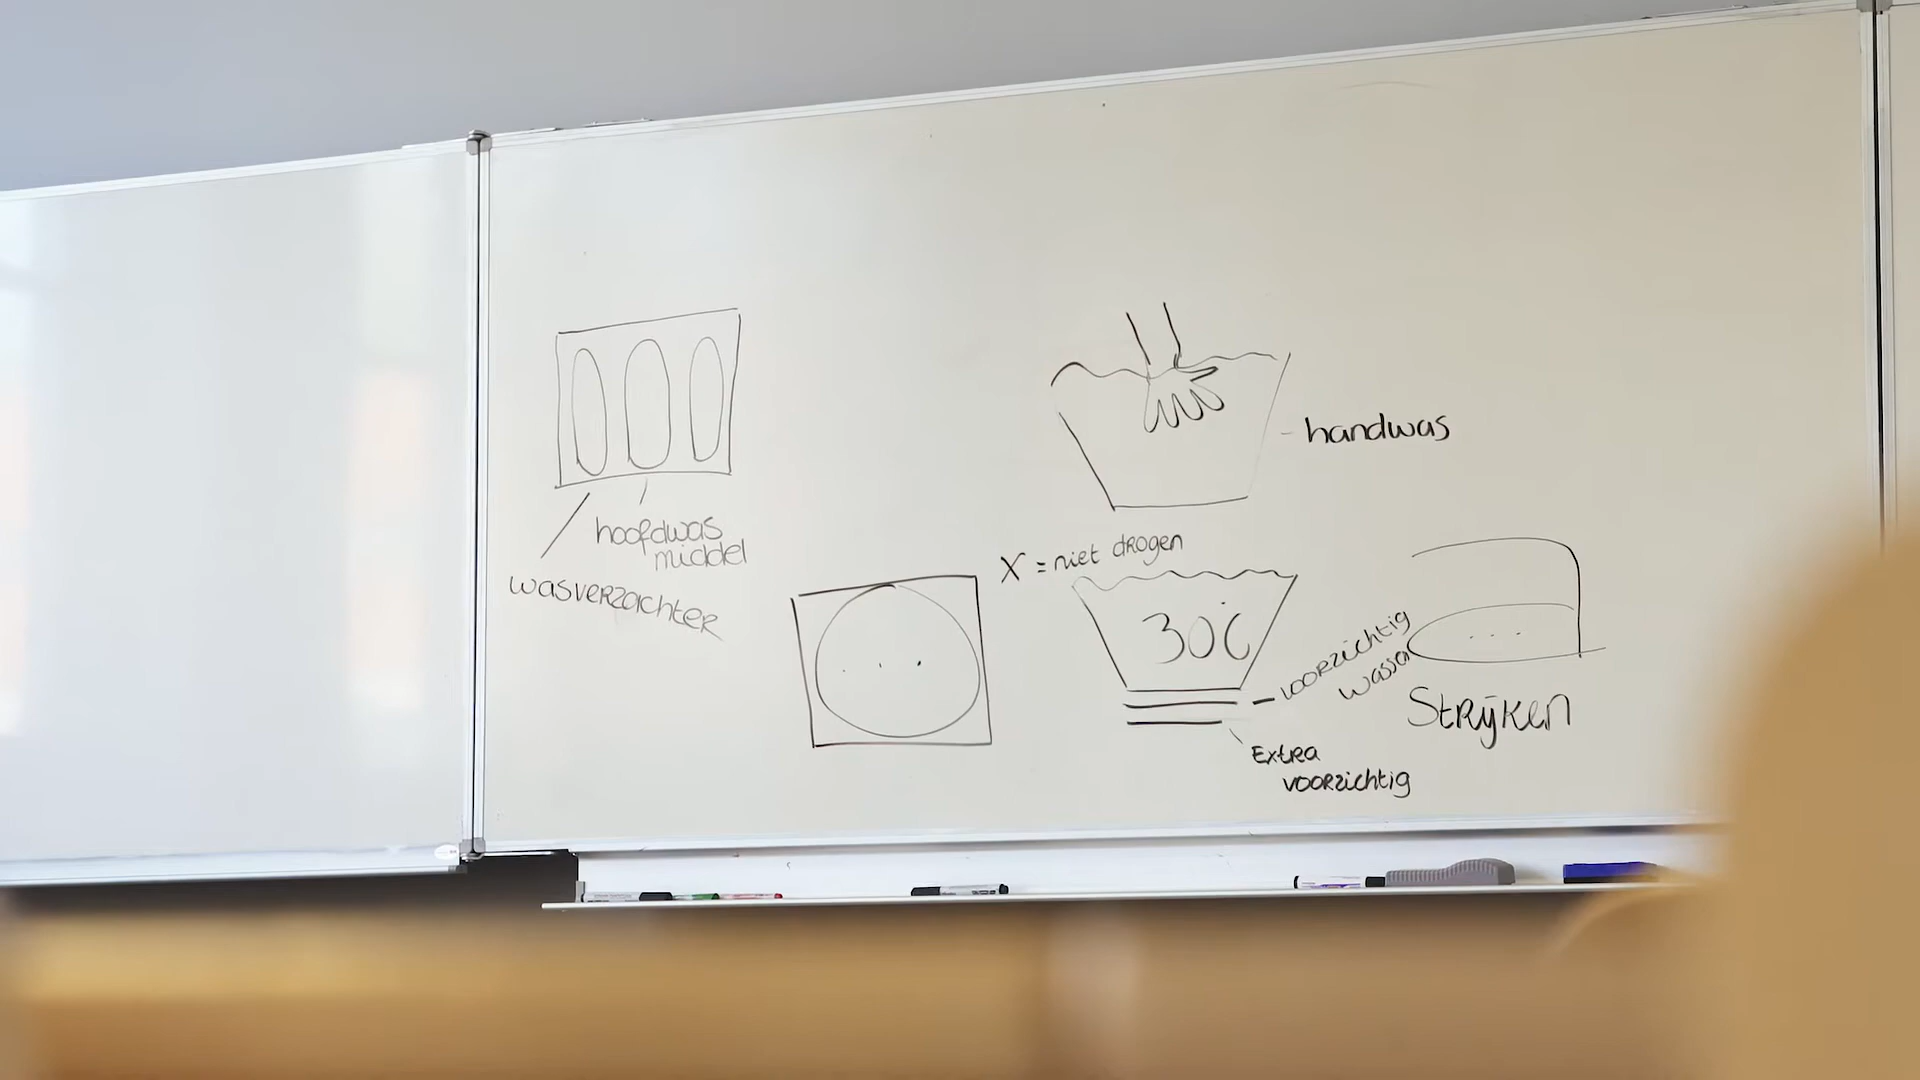 handwas
hoofdwas
middel
wasverzachter
X = niet drogen
30°C
voorzichtig
wassen
Strijken
Extra
voorzichtig